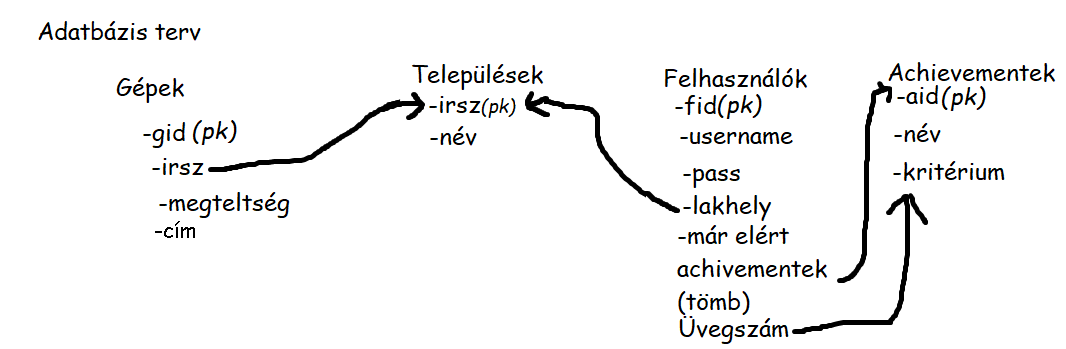 Adatbázis terv
Gépek
-gid (pk)
-irsz
-megteltség
-cím
Települések
-irsz(pk)
-név
Felhasználók
-fid(pk)
-username
-pass
-lakhely
-már elért
achivementek
(tömb)
Üvegszám
Achievementek
-aid(pk)
-név
-kritérium